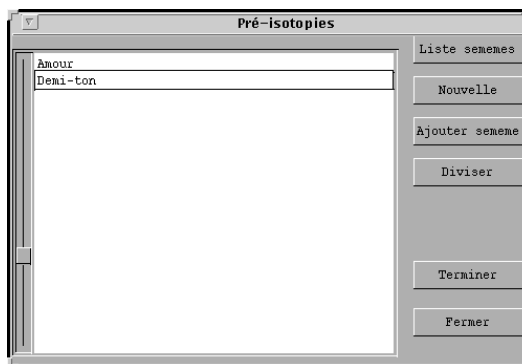 Pré-isotopies
Amour
Demi-ton
Liste sememes
Nouvelle
Ajouter sememe
Diviser
Terminer
Fermer